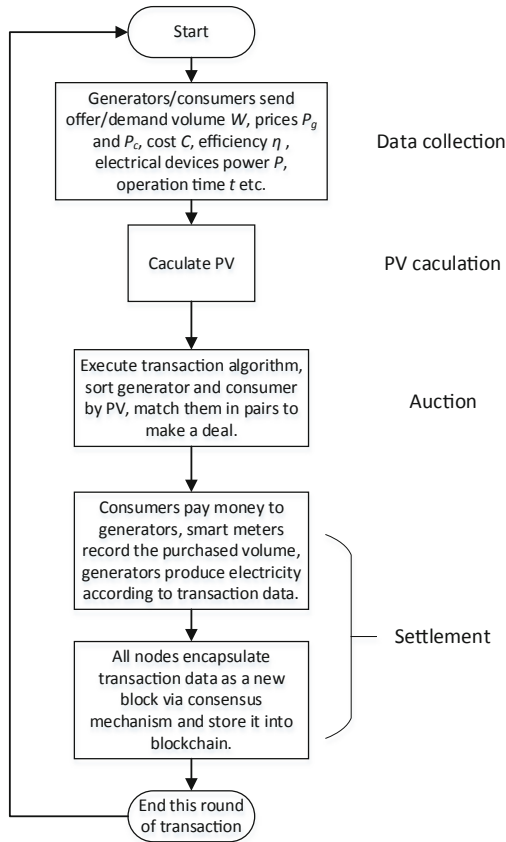 Start
Generators/consumers send
offer/demand volume W, prices Pg
and Pc, cost C, efficiency η ,
electrical devices power P,
operation time t etc.
Data collection
Caculate PV
PV caculation
Execute transaction algorithm,
sort generator and consumer
by PV, match them in pairs to
make a deal.
Auction
Consumers pay money to
generators, smart meters
record the purchased volume,
generators produce electricity
according to transaction data.
Settlement
All nodes encapsulate
transaction data as a new
block via consensus
mechanism and store it into
blockchain.
End this round
of transaction